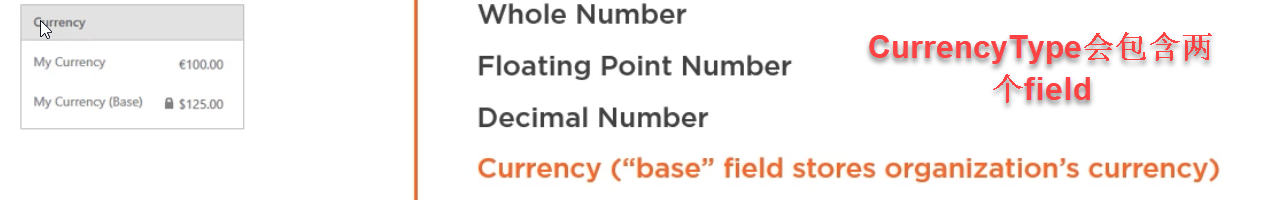 Currency
My Currency €100.00
My Currency (Base) $125.00
Whole Number
Floating Point Number
Decimal Number
Currency (“base” field stores organization’s currency)
CurrencyType会包含两
个field